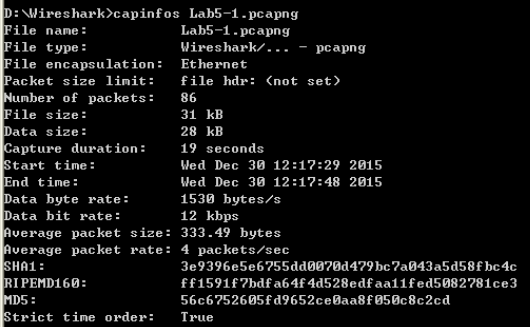 D:\Wireshark>capinfos Lab5-1.pcapng
File name: Lab5-1.pcapng
File type: Wireshark/... - pcapng
File encapsulation: Ethernet
Packet size limit: file hdr: (not set)
Number of packets: 86
File size: 31 kB
Data size: 28 kB
Capture duration: 19 seconds
Start time: Wed Dec 30 12:17:29 2015
End time: Wed Dec 30 12:17:48 2015
Data byte rate: 1530 bytes/s
Data bit rate: 12 kbps
Average packet size: 333.49 bytes
Average packet rate: 4 packets/sec
SHA1: 3e9396e5e6755dd0070d479bc7a043a5d58fbc4c
RIPEMD160: ff1591f7bdfa64f4d528edfaa11fed5082781ce3
MD5: 56c6752605fd9652ce0aa8f050c8c2cd
Strict time order: True